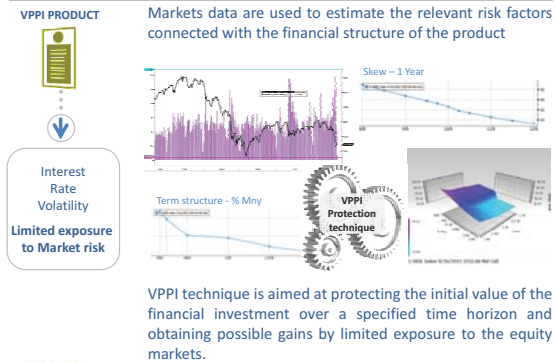 VPPI PRODUCT
Markets data are used to estimate the relevant risk factors
connected with the financial structure of the product
Skew – 1 Year
Interest
Rate
Volatility
Limited exposure
to Market risk
Term structure - % Mny
VPPI
Protection
technique
VPPI technique is aimed at protecting the initial value of the
financial investment over a specified time horizon and
obtaining possible gains by limited exposure to the equity
markets.